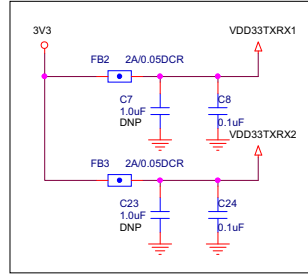 3V3
VDD33TXRX1
FB2 2A/0.05DCR
C7
1.0uF
DNP
C8
0.1uF
VDD33TXRX2
FB3 2A/0.05DCR
C23
1.0uF
DNP
C24
0.1uF